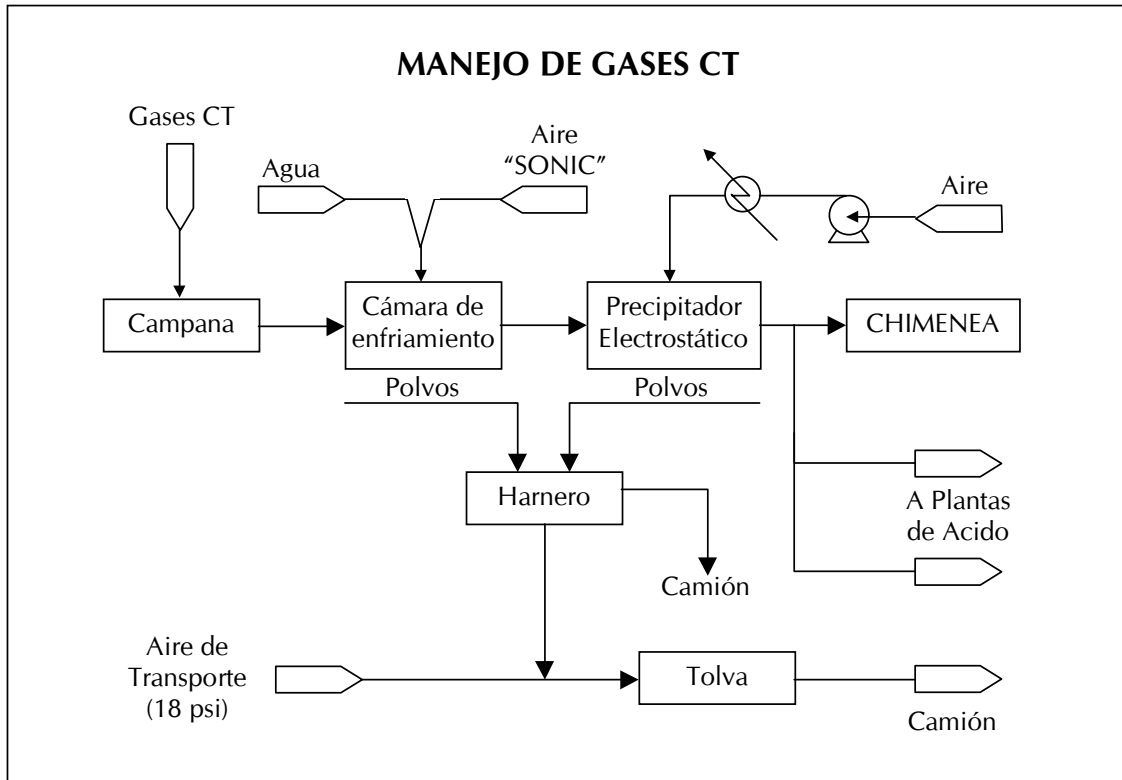 MANEJO DE GASES CT
Gases CT
Agua
Aire
“SONIC”
Aire
Campana
Cámara de
enfriamiento
Precipitador
Electrostático
CHIMENEA
Polvos
Polvos
Harnero
A Plantas
de Acido
Camión
Aire de
Transporte
(18 psi)
Tolva
Camión